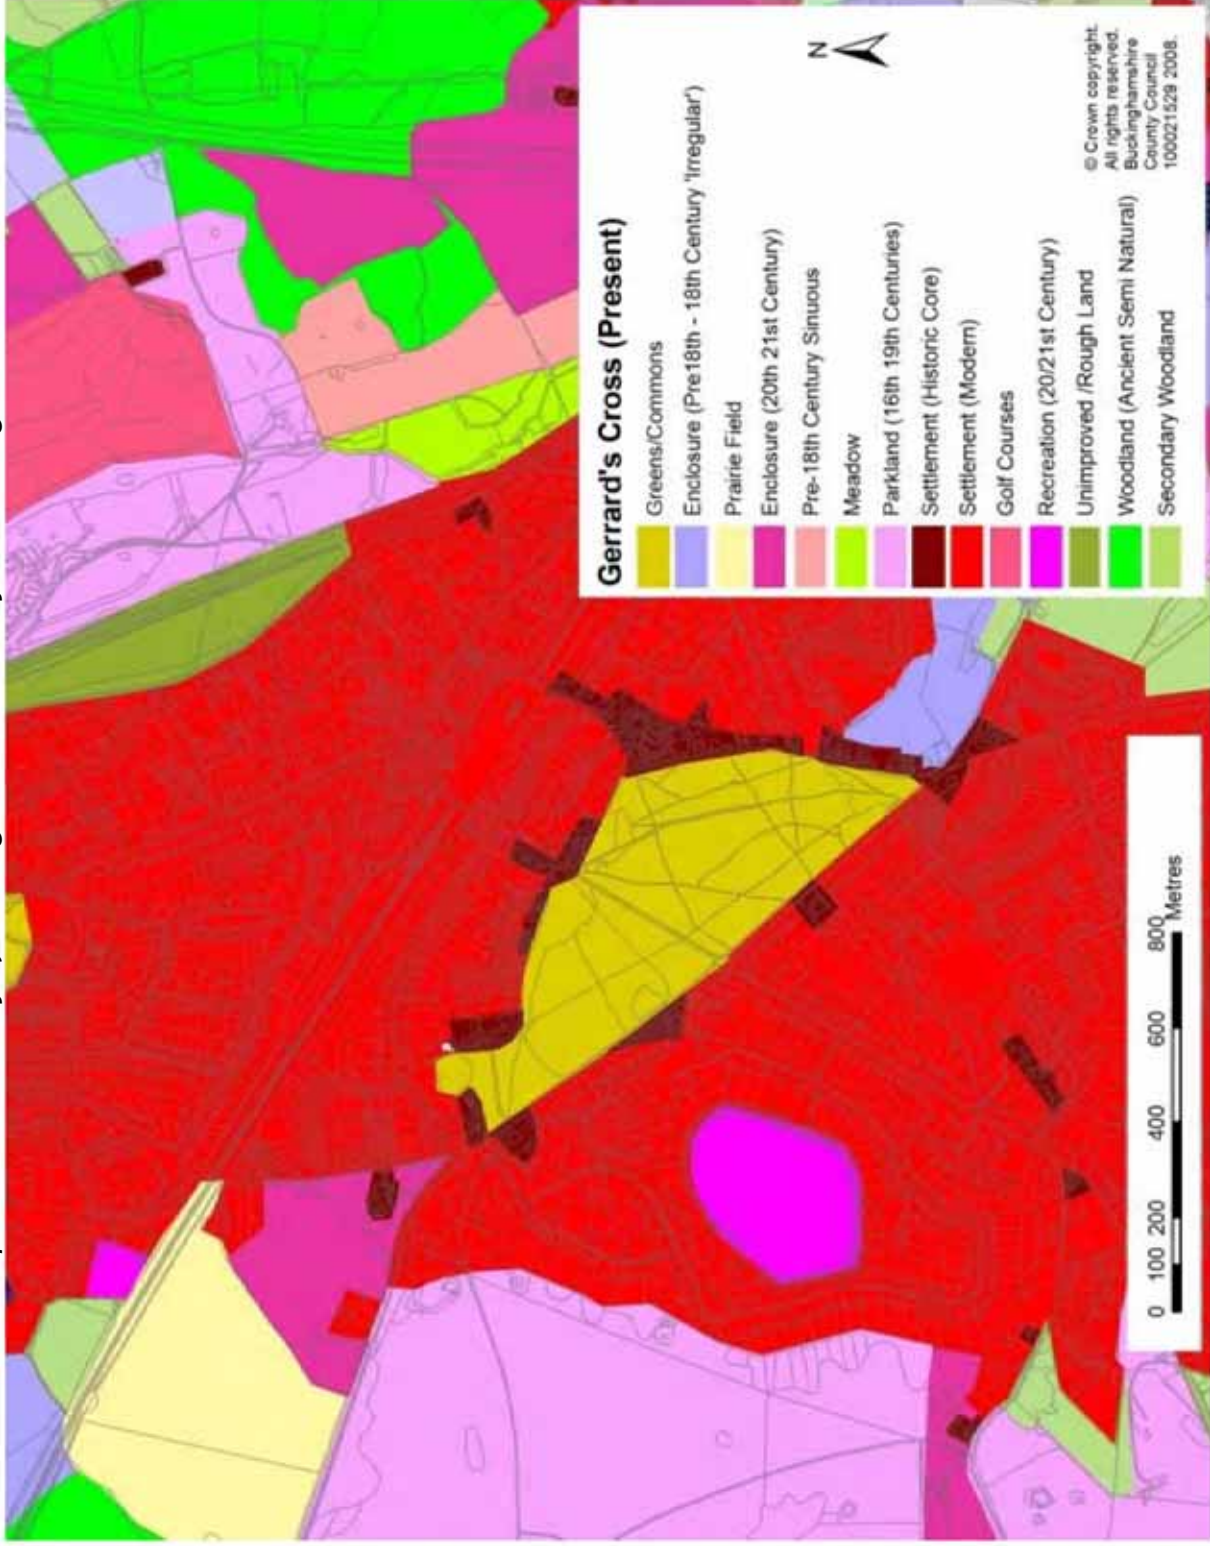 Gerrard's Cross (Present)
Greens/Commons
Enclosure (Pre18th - 18th Century 'Irregular')
Prairie Field
Enclosure (20th 21st Century)
Pre-18th Century Sinuous
Meadow
Parkland (16th 19th Centuries)
Settlement (Historic Core)
Settlement (Modern)
Golf Courses
Recreation (20/21st Century)
Unimproved /Rough Land
Woodland (Ancient Semi Natural)
Secondary Woodland
N
© Crown copyright.
All rights reserved.
Buckinghamshire
County Council
100021529 2008.
0 100 200 400 600 800
Metres